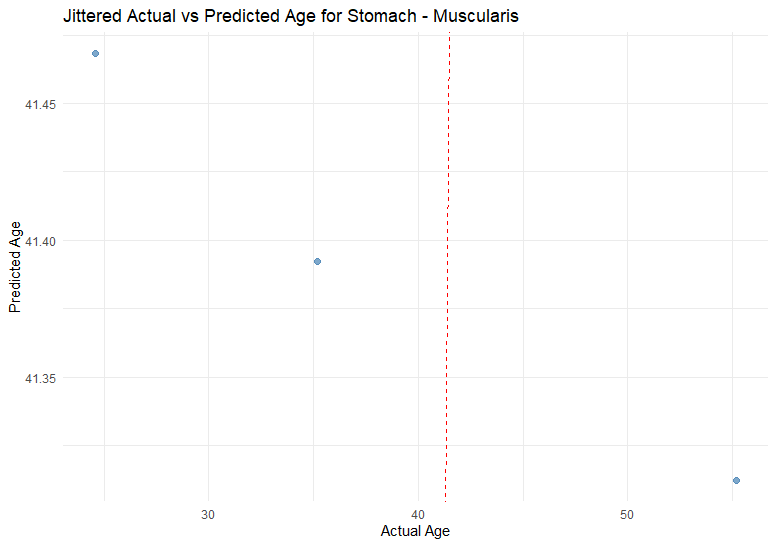 Jittered Actual vs Predicted Age for Stomach - Muscularis
41.45
41.40
41.35
Predicted Age
30
40
50
Actual Age